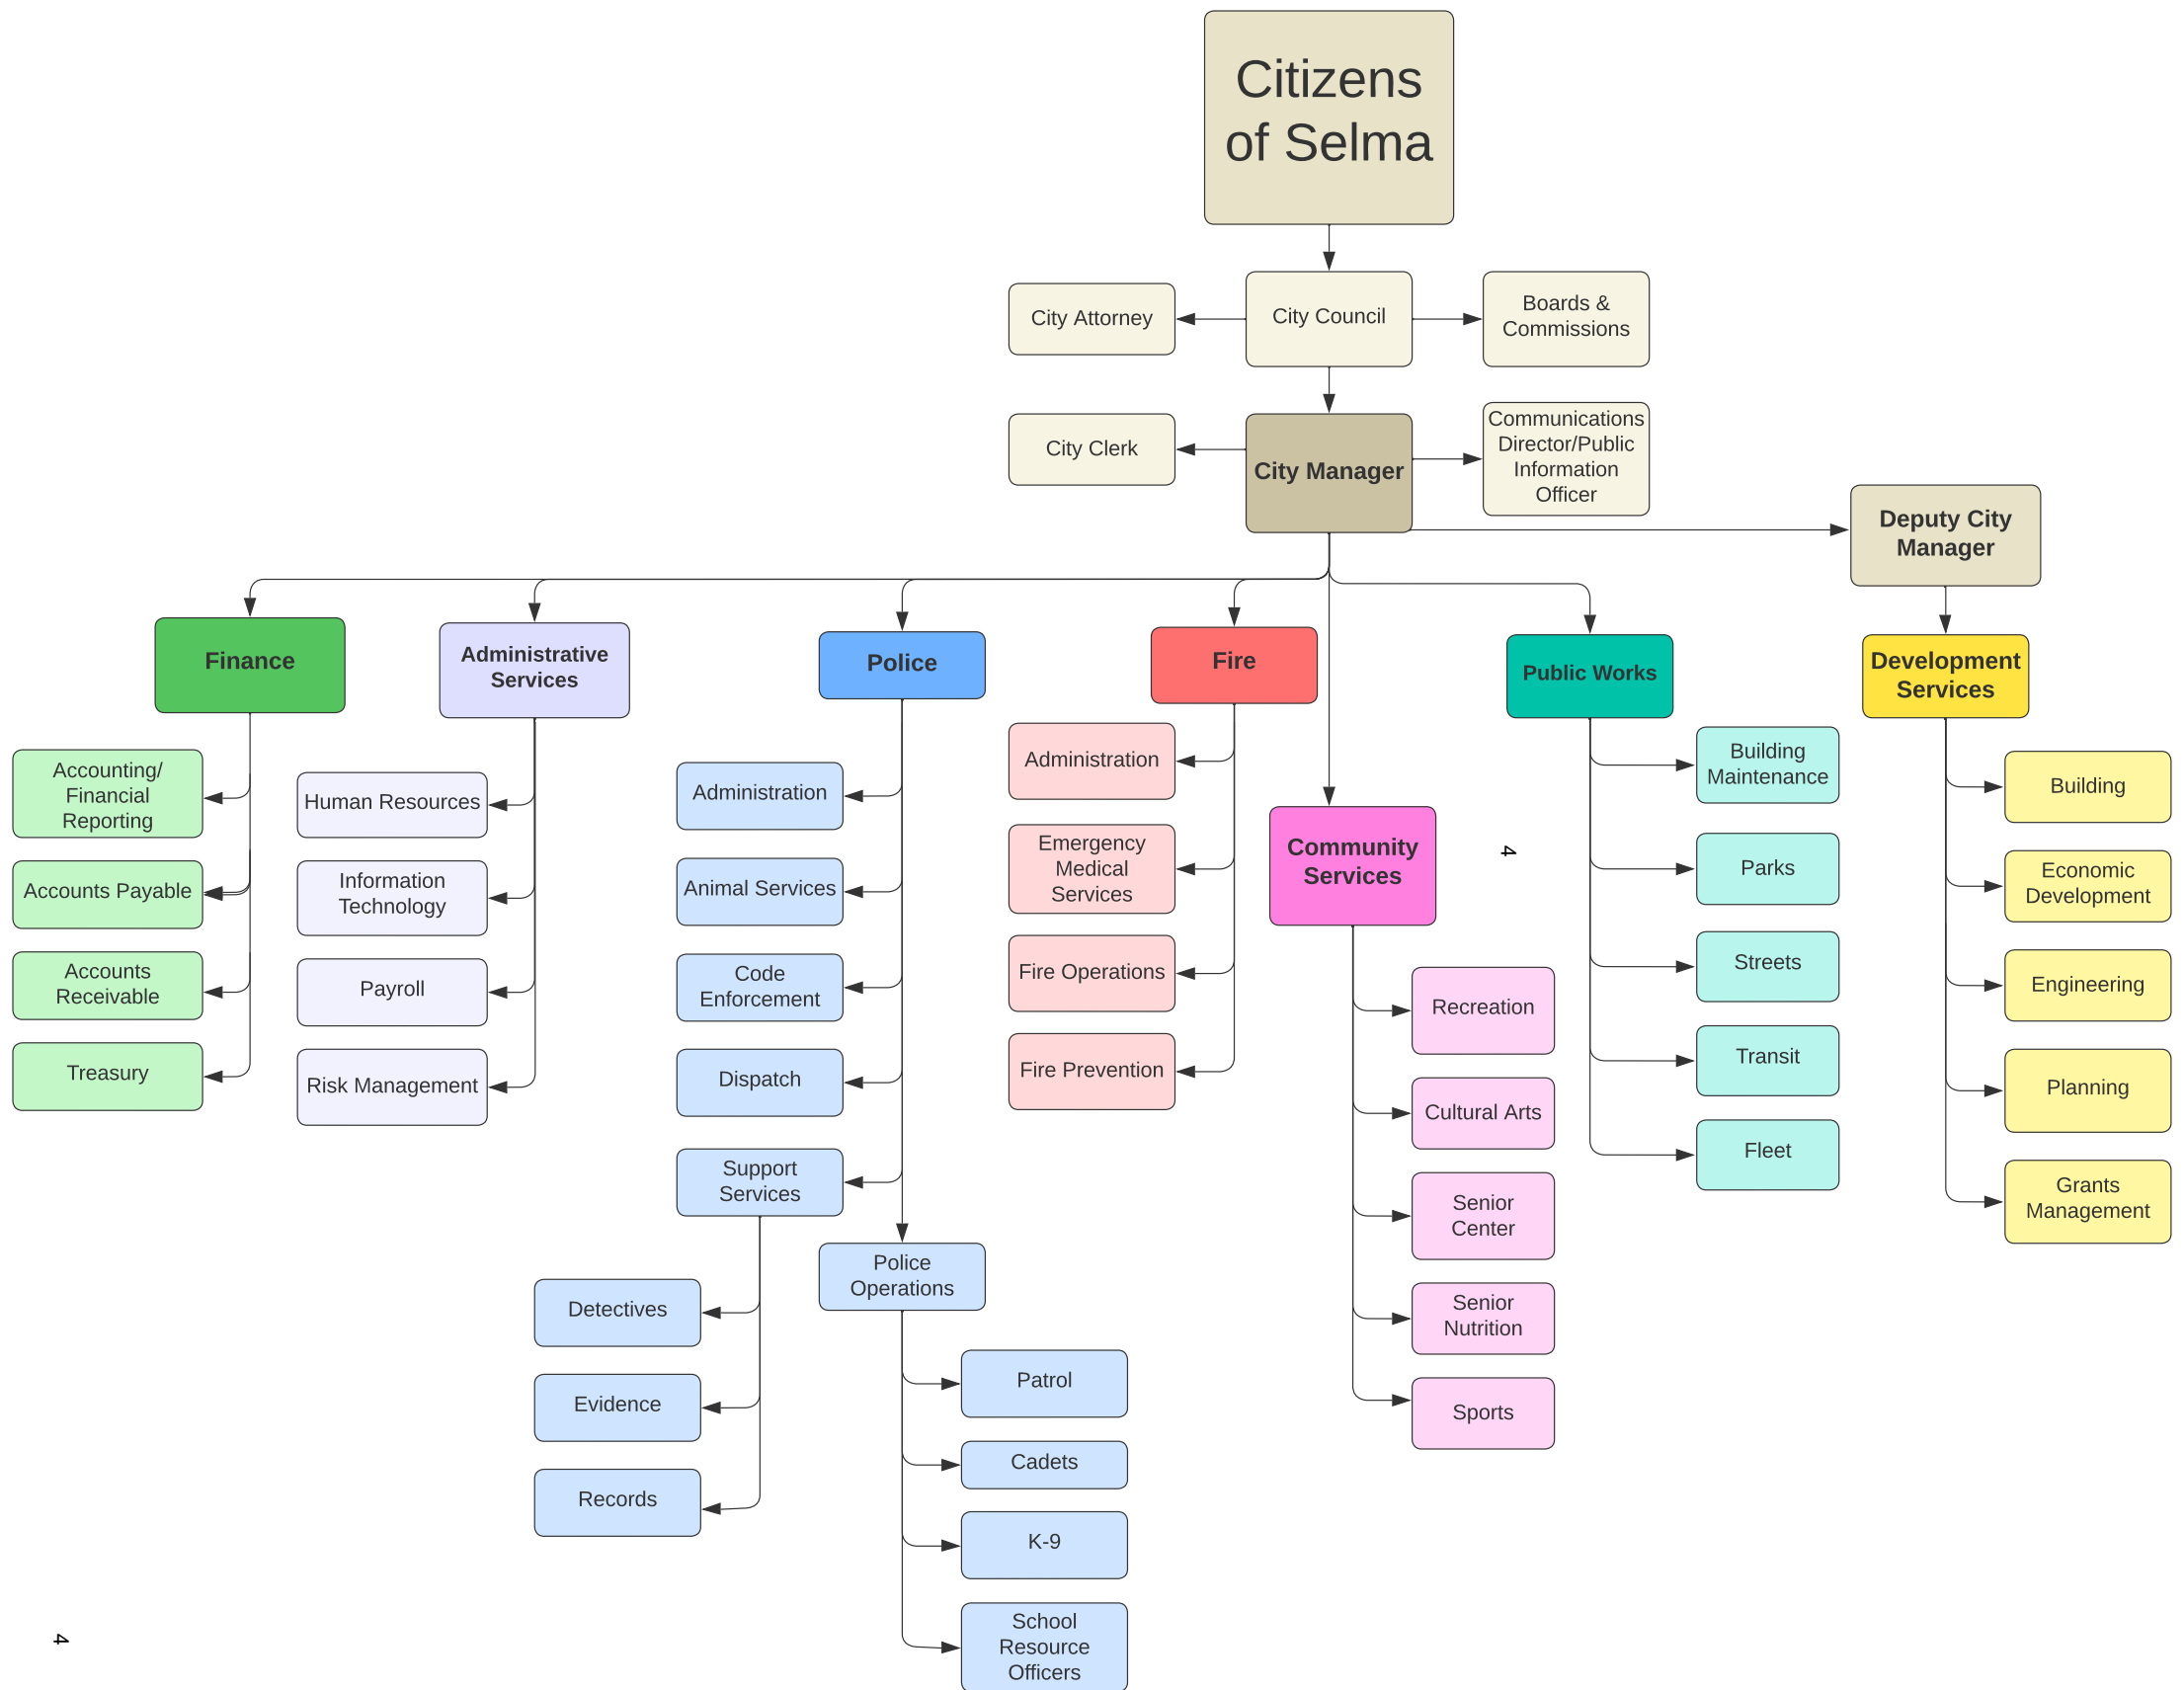 Citizens
of Selma
City Attorney
City Council
Boards &
Commissions
City Clerk
City Manager
Communications
Director/Public
Information
Officer
Deputy City
Manager
Finance
Administrative
Services
Police
Fire
Public Works
Development
Services
Accounting/
Financial
Reporting
Accounts Payable
Accounts
Receivable
Treasury
Human Resources
Information
Technology
Payroll
Risk Management
Administration
Animal Services
Code
Enforcement
Dispatch
Support
Services
Detectives
Evidence
Records
Police
Operations
Patrol
Cadets
K-9
School
Resource
Officers
Administration
Emergency
Medical
Services
Fire Operations
Fire Prevention
Community
Services
Recreation
Cultural Arts
Senior
Center
Senior
Nutrition
Sports
4
Building
Maintenance
Parks
Streets
Transit
Fleet
Building
Economic
Development
Engineering
Planning
Grants
Management
4